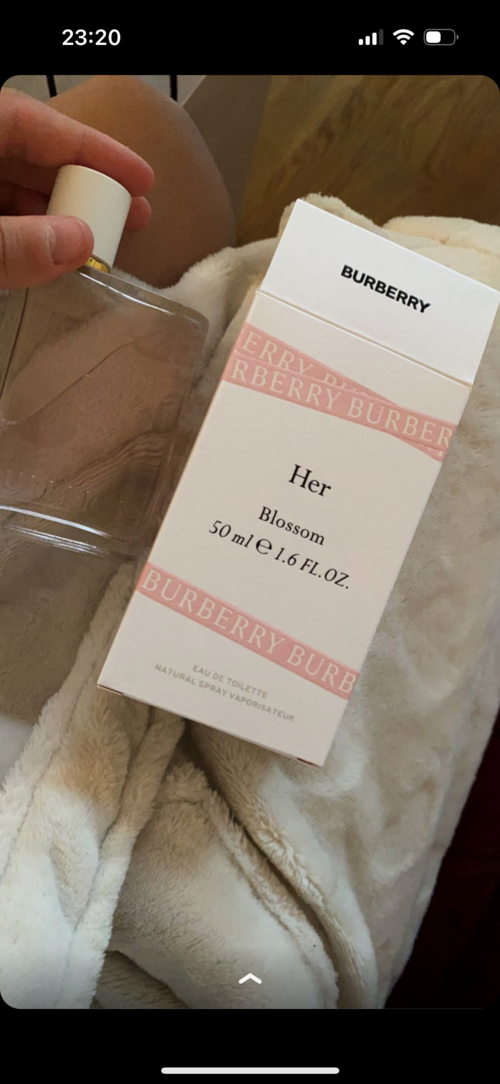 23:20
BURBERRY
ERRY
RBERRY BURBER
Her
Blossom
50 ml ℮ 1.6 FL.OZ.
BURBERRY BURB
EAU DE TOILETTE
NATURAL SPRAY VAPORISATEUR